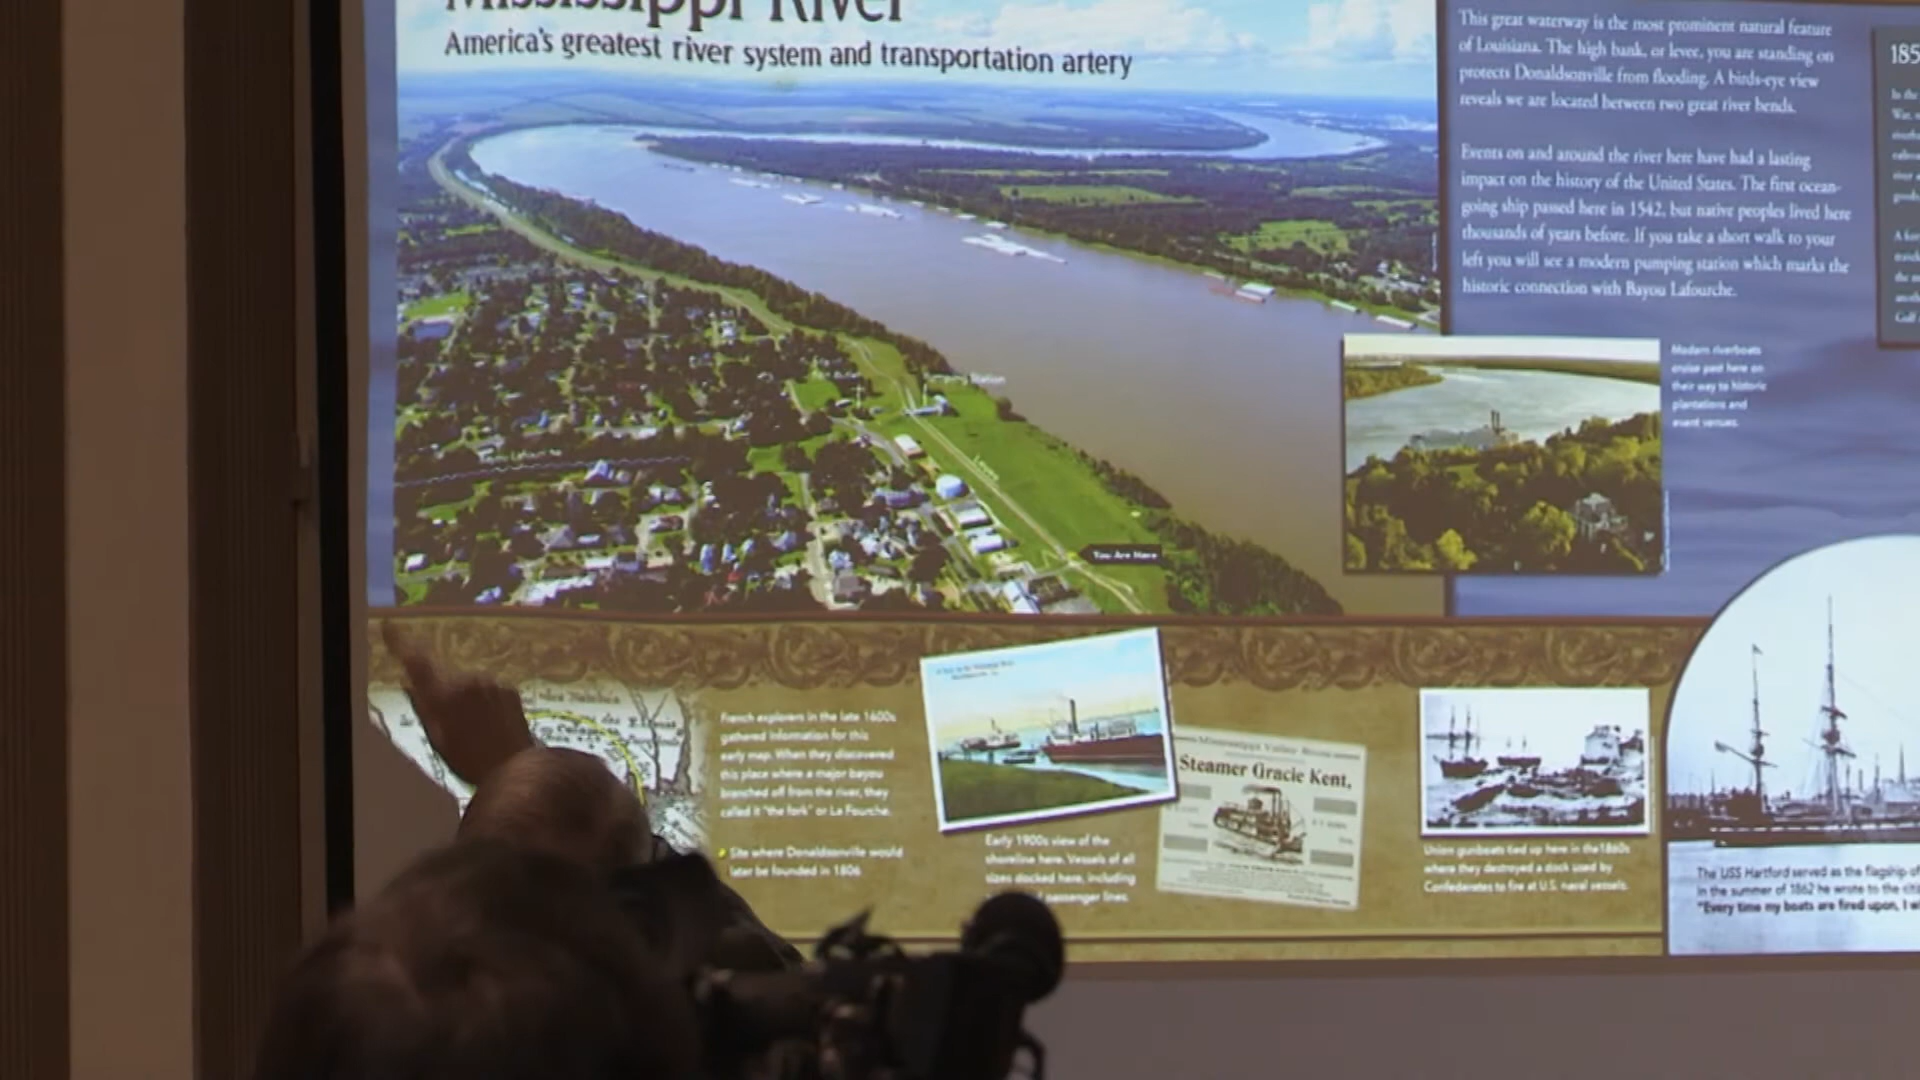 Mississippi River
America's greatest river system and transportation artery
This great waterway is the most prominent natural feature
of Louisiana. The high bank, or levee, you are standing on
protects Donaldsonville from flooding. A birds-eye view
reveals we are located between two great river bends.
Events on and around the river here have had a lasting
impact on the history of the United States. The first ocean-
going ship passed here in 1542, but native peoples lived here
thousands of years before. If you take a short walk to your
left you will see a modern pumping station which marks the
historic connection with Bayou Lafourche.
185
In the
War,
Gulf
Modern riverboats
cruise past here on
their way to historic
plantations and
event venues.
Station
Levee
You Are Here
French explorers in the late 1600s
gathered information for this
early map. When they discovered
this place where a major bayou
branched off from the river, they
called it "the fork" or La Fourche.
Site where Donaldsonville would
later be founded in 1806
Early 1900s view of the
shoreline here. Vessels of all
sizes docked here, including
passenger lines.
Steamer Gracie Kent,
Union gunboats tied up here in the 1860s
where they destroyed a dock used by
Confederates to fire at U.S. naval vessels.
The USS Hartford served as the flagship of
in the summer of 1862 he wrote to the
"Every time my boats are fired upon, I